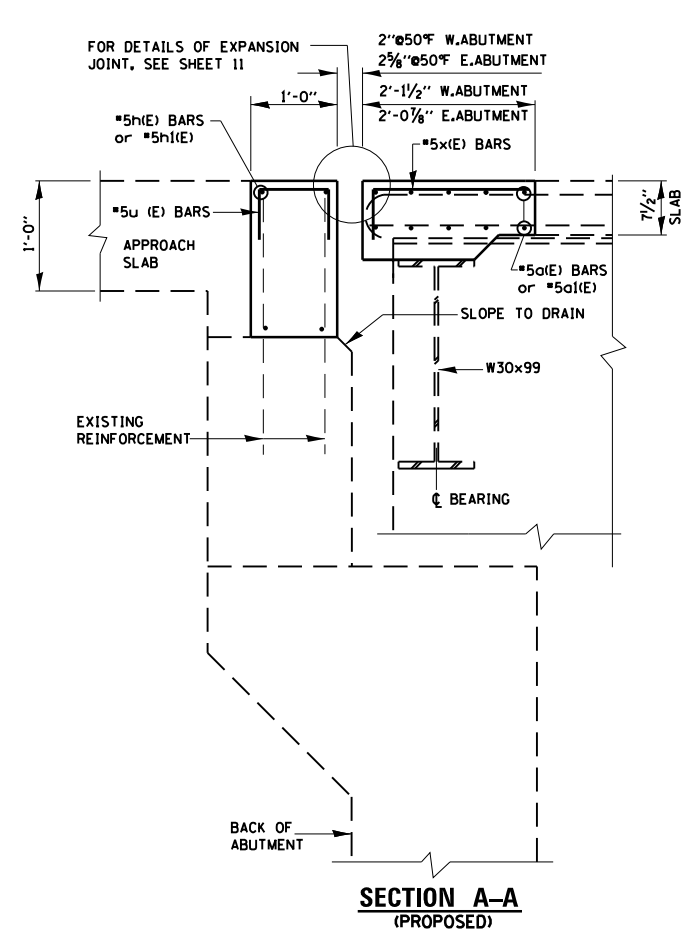 FOR DETAILS OF EXPANSION
JOINT, SEE SHEET 11
2"@50°F W.ABUTMENT
2⅝"@50°F E.ABUTMENT
1'-0"
2'-1½" W.ABUTMENT
2'-0⅞" E.ABUTMENT
#5h(E) BARS
or #5h1(E)
#5x(E) BARS
1'-0"
#5u (E) BARS
APPROACH
SLAB
7½"
SLAB
#5a(E) BARS
or #5a1(E)
SLOPE TO DRAIN
W30x99
EXISTING
REINFORCEMENT
℄ BEARING
BACK OF
ABUTMENT
SECTION A–A
(PROPOSED)